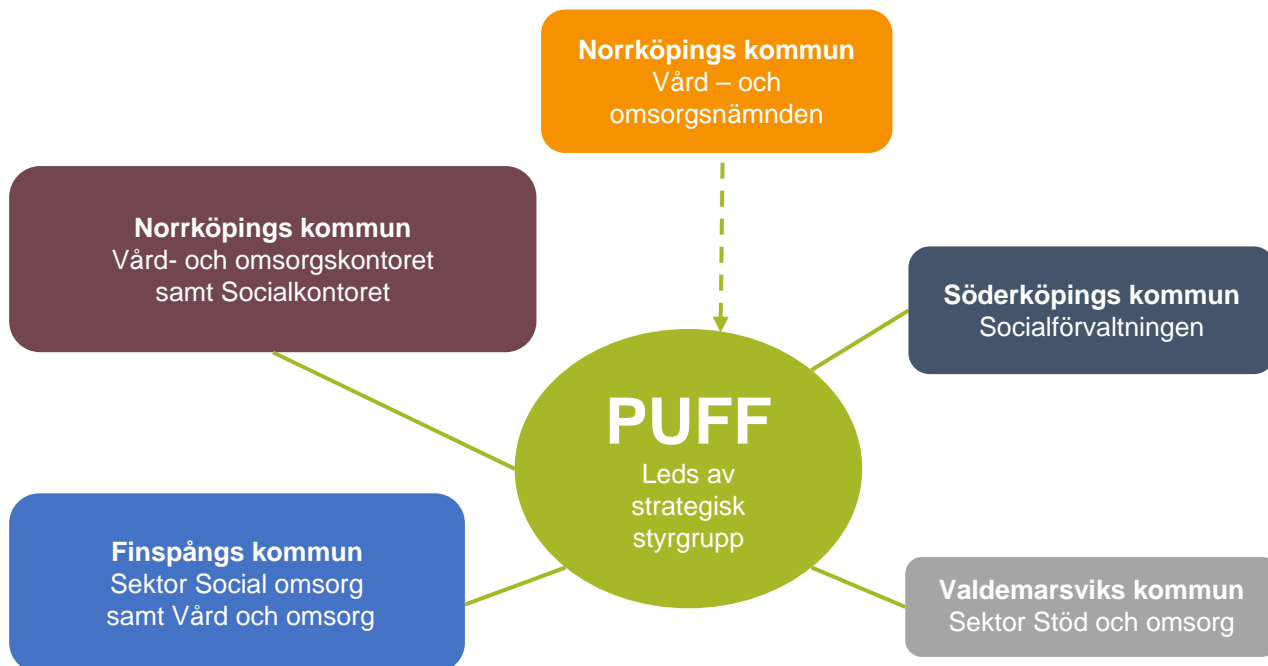 Norrköpings kommun
Vård – och
omsorgsnämnden
Norrköpings kommun
Vård- och omsorgskontoret
samt Socialkontoret
Söderköpings kommun
Socialförvaltningen
PUFF
Leds av
strategisk
styrgrupp
Finspångs kommun
Sektor Social omsorg
samt Vård och omsorg
Valdemarsviks kommun
Sektor Stöd och omsorg